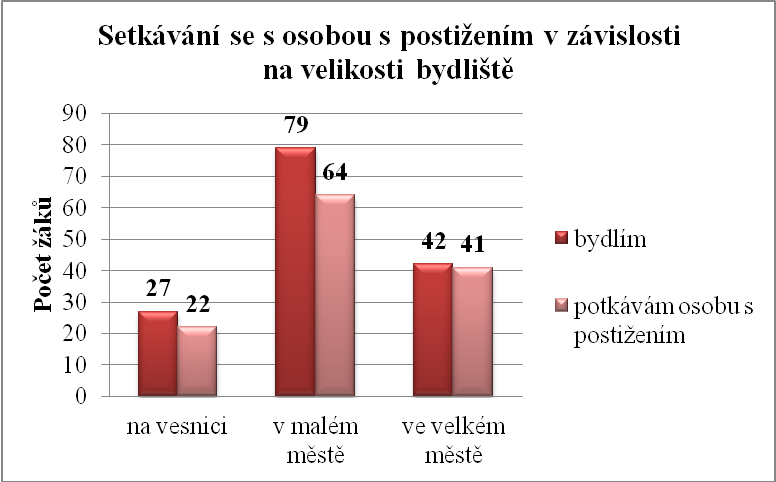 Setkávání se s osobou s postižením v závislosti
na velikosti bydliště
Počet žáků
90
80
70
60
50
40
30
20
10
0
27
22
79
64
42
41
na vesnici
v malém
městě
ve velkém
městě
bydlím
potkávám osobu s
postižením